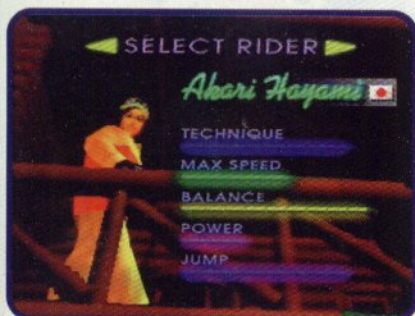 SELECT RIDER
Akari Hayami
TECHNIQUE
MAX SPEED
BALANCE
POWER
JUMP